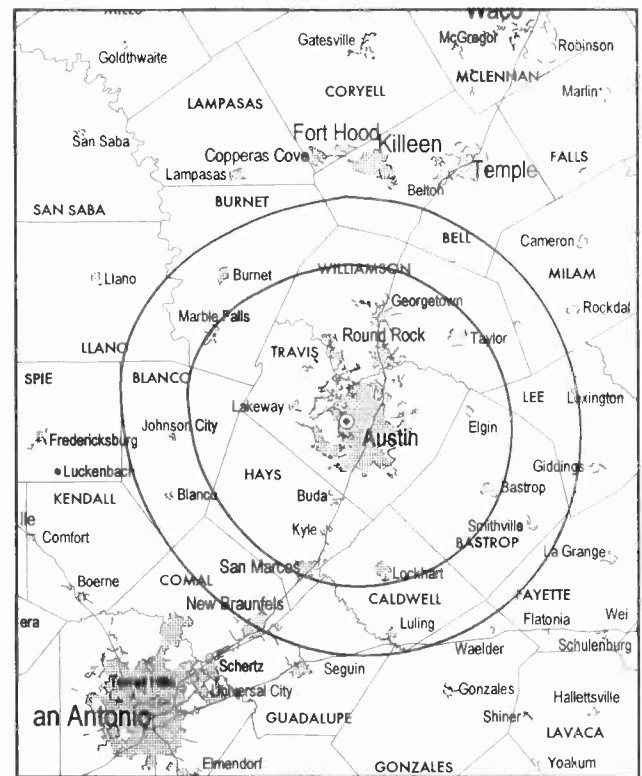 Waco
Gatesville
McGregor
Robinson
Goldthwaite
MCLENNAN
CORYELL
Marlin
LAMPASAS
Fort Hood
Killeen
San Saba
Copperas Cove
Temple
FALLS
Lampasas
Belton
BURNET
SAN SABA
BELL
Cameron
WILLIAMSON
MILAM
Llano
Burnet
Georgetown
Rockdal
Marble Falls
Round Rock
Taylor
LLANO
TRAVIS
SPIE
BLANCO
LEE
Lexington
Lakeway
Johnson City
Elgin
Fredericksburg
Austin
Luckenbach
Giddings
HAYS
KENDALL
Blanco
Buda
Bastrop
lle
Kyle
Smithville
Comfort
BASTROP
La Grange
San Marcos
Lockhart
Boerne
COMAL
CALDWELL
FAYETTE
New Braunfels
era
Luling
Flatonia
Wei
Waelder
Schulenburg
Schertz
Seguin
Universal City
Gonzales
Hallettsville
an Antonio
GUADALUPE
Shiner
LAVACA
Elmendorf
GONZALES
Yoakum